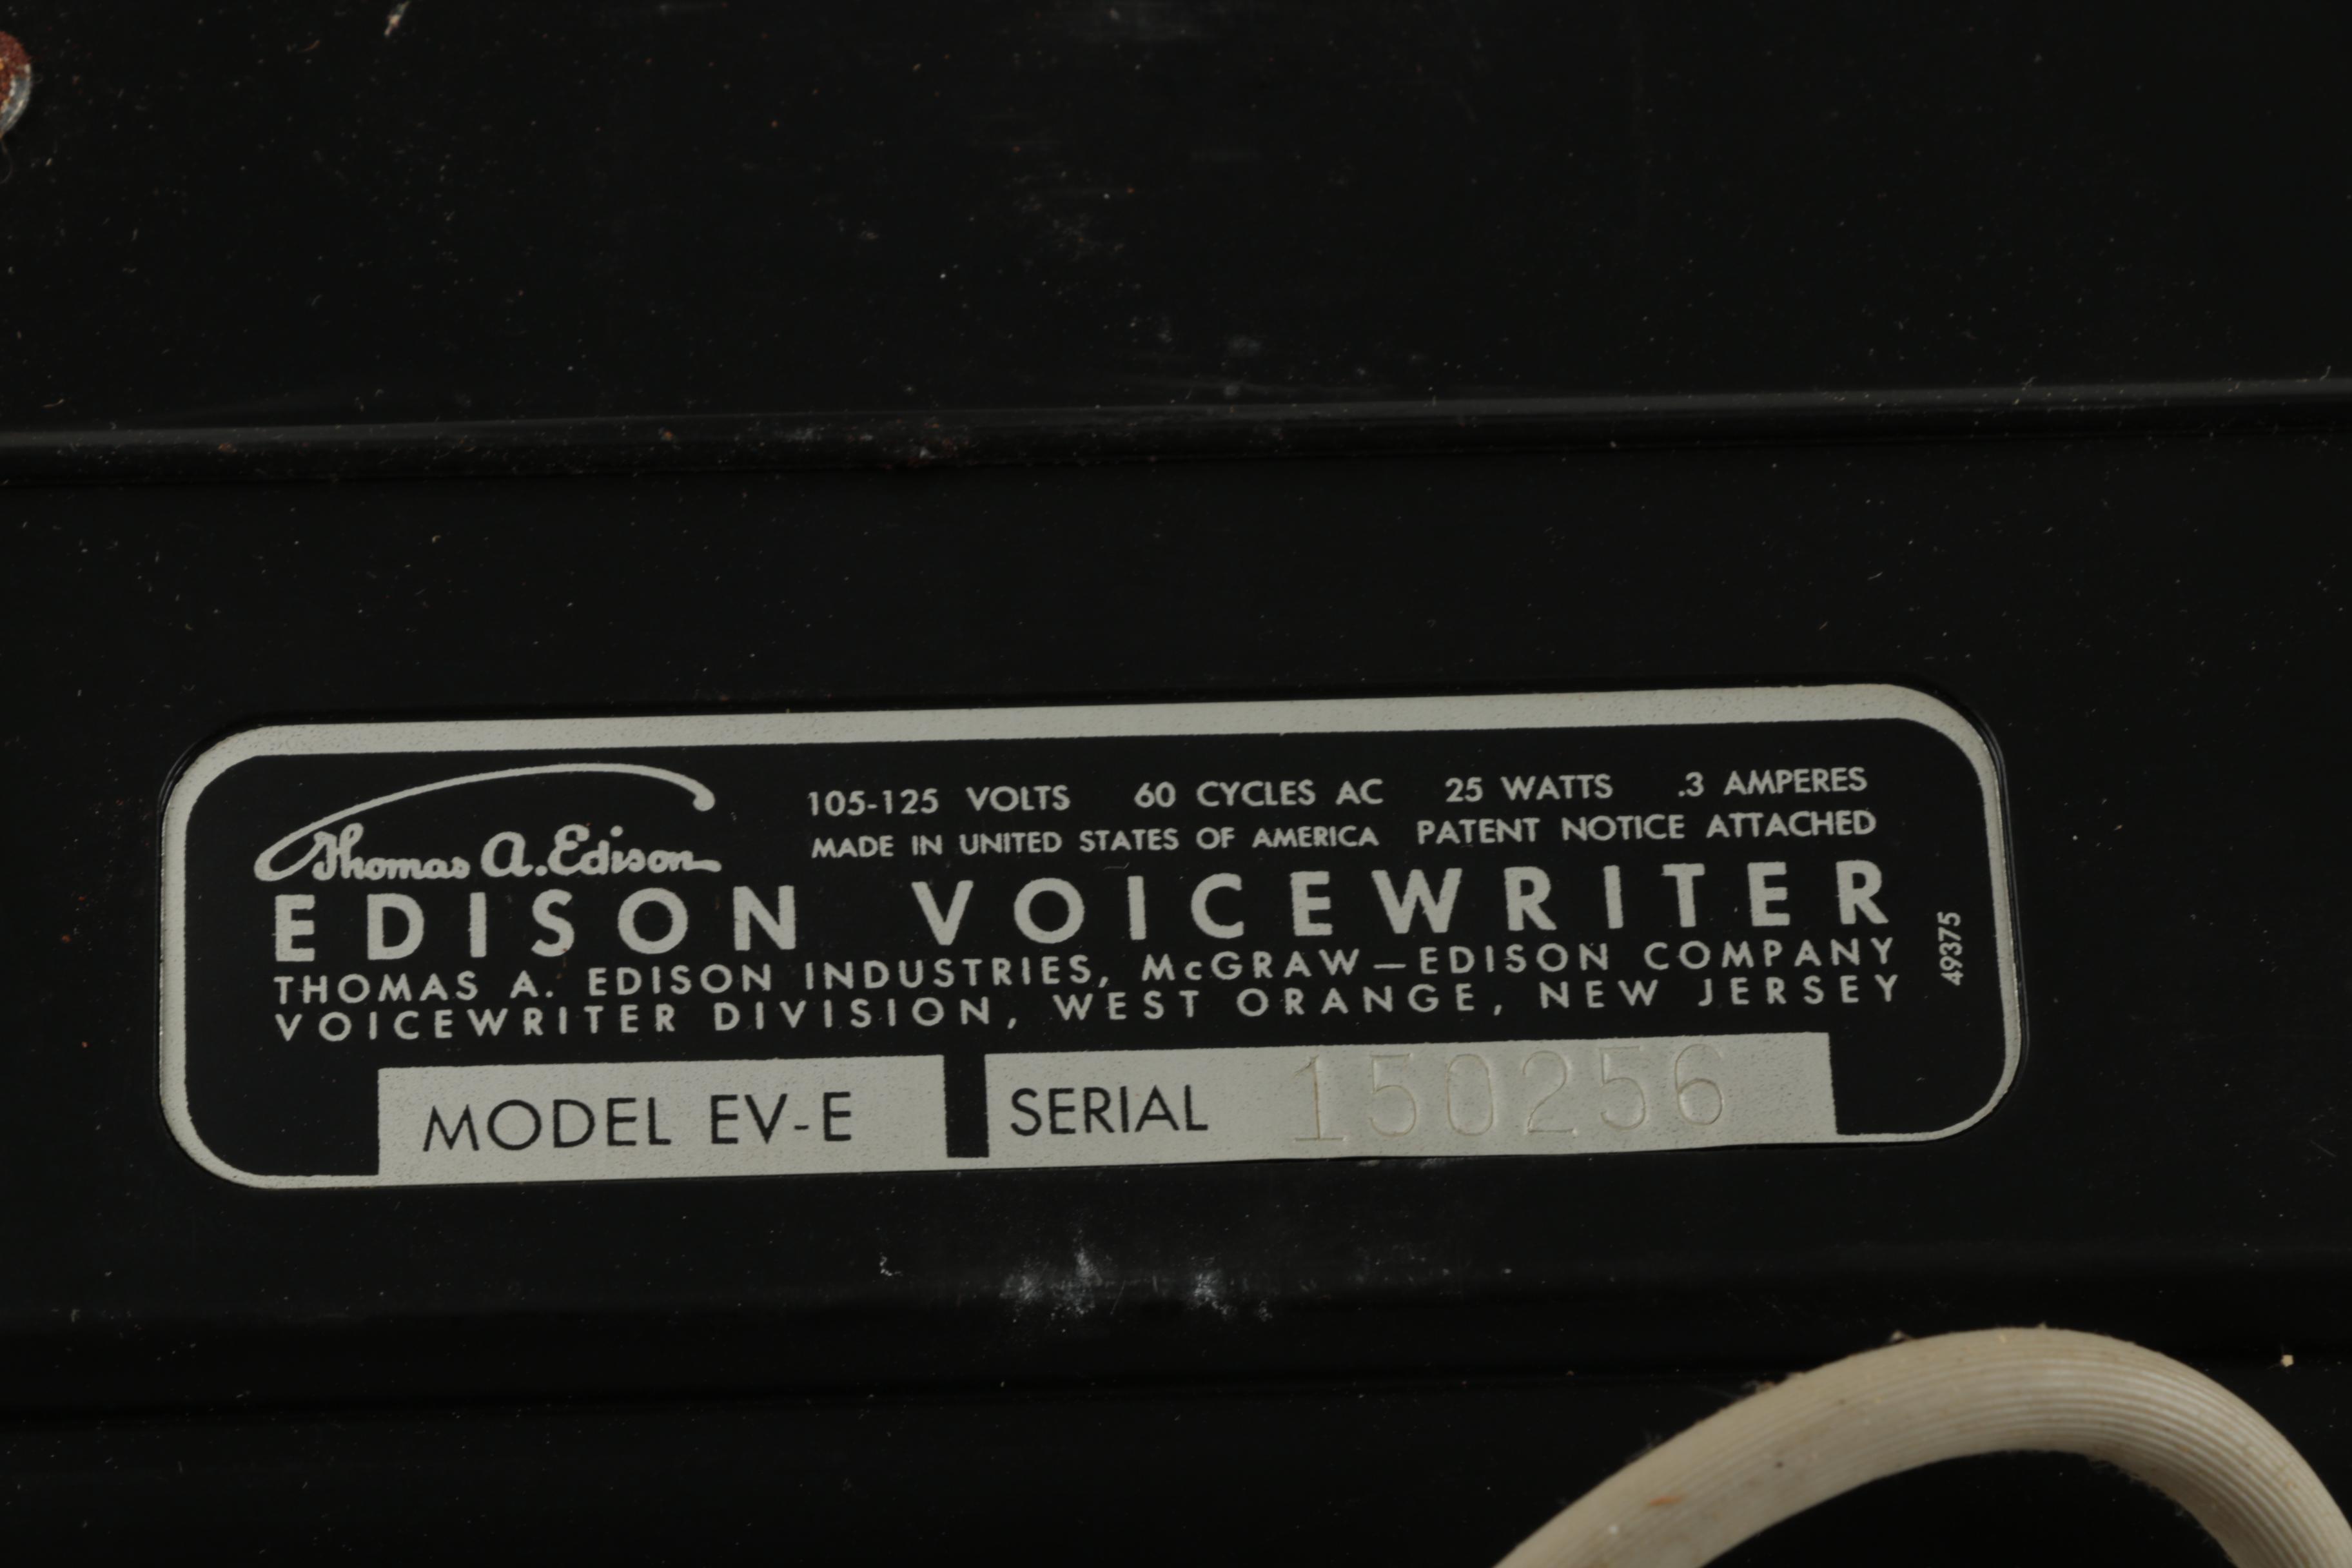 Thomas A. Edison
105-125 VOLTS 60 CYCLES AC 25 WATTS .3 AMPERES
MADE IN UNITED STATES OF AMERICA PATENT NOTICE ATTACHED
EDISON VOICEWRITER
THOMAS A. EDISON INDUSTRIES, McGRAW—EDISON COMPANY
VOICEWRITER DIVISION, WEST ORANGE, NEW JERSEY
49375
MODEL EV-E SERIAL 150256